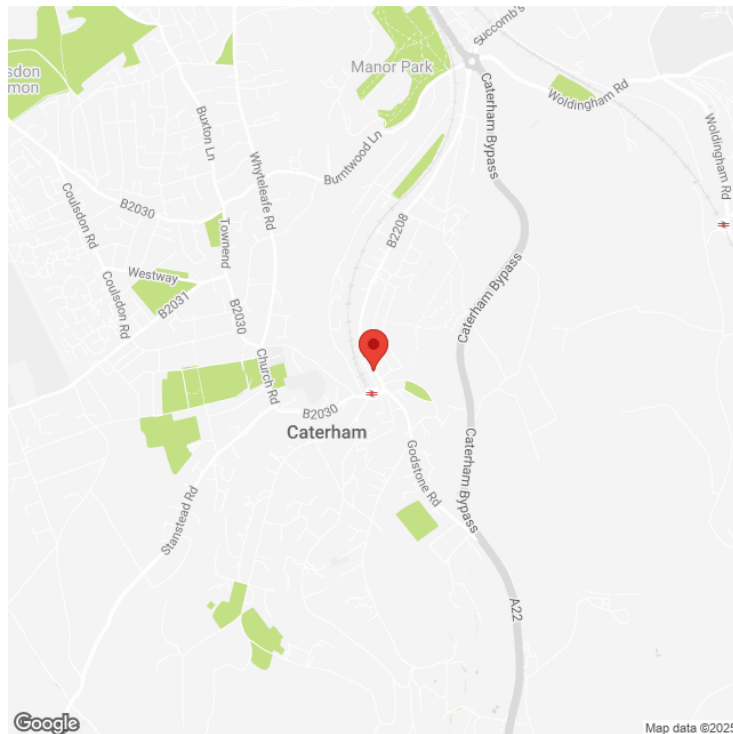 Succomb's
sdon
mon
Manor Park
Woldingham Rd
Caterham Bypass
Buxton Ln
Whyteleafe Rd
Burntwood Ln
Woldingham Rd
B2030
Coulsdon Rd
Townend
B2208
Westway
Coulsdon Rd
B2031
B2030
Caterham Bypass
Church Rd
B2030
Caterham
Godstone Rd
Caterham Bypass
Stanstead Rd
A22
Google
Map data ©2025